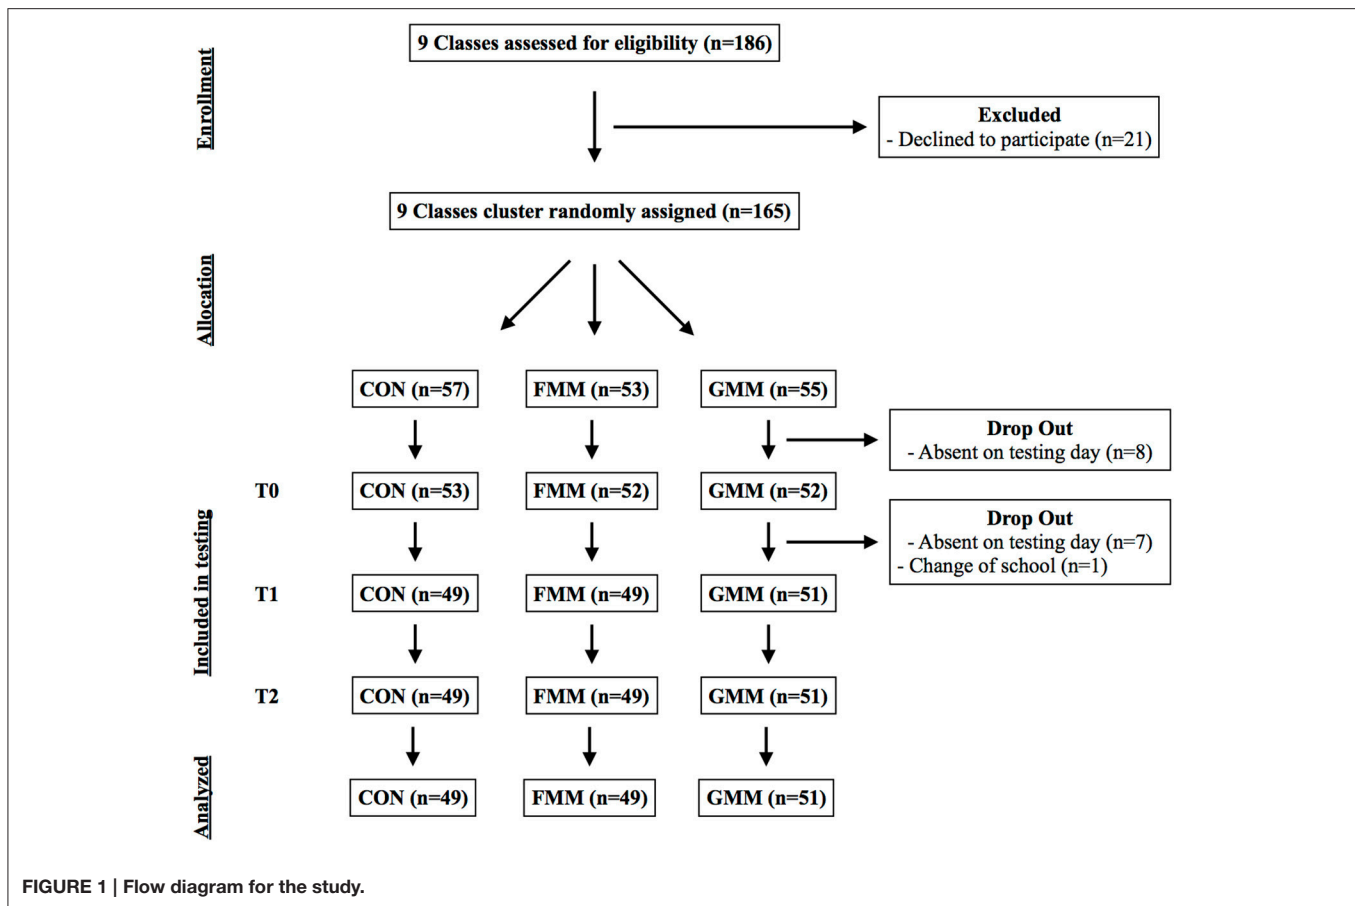 Enrollment
9 Classes assessed for eligibility (n=186)
Excluded
- Declined to participate (n=21)
9 Classes cluster randomly assigned (n=165)
Allocation
CON (n=57)
FMM (n=53)
GMM (n=55)
Drop Out
- Absent on testing day (n=8)
Included in testing
T0
CON (n=53)
FMM (n=52)
GMM (n=52)
Drop Out
- Absent on testing day (n=7)
- Change of school (n=1)
T1
CON (n=49)
FMM (n=49)
GMM (n=51)
T2
CON (n=49)
FMM (n=49)
GMM (n=51)
Analyzed
CON (n=49)
FMM (n=49)
GMM (n=51)
FIGURE 1 | Flow diagram for the study.